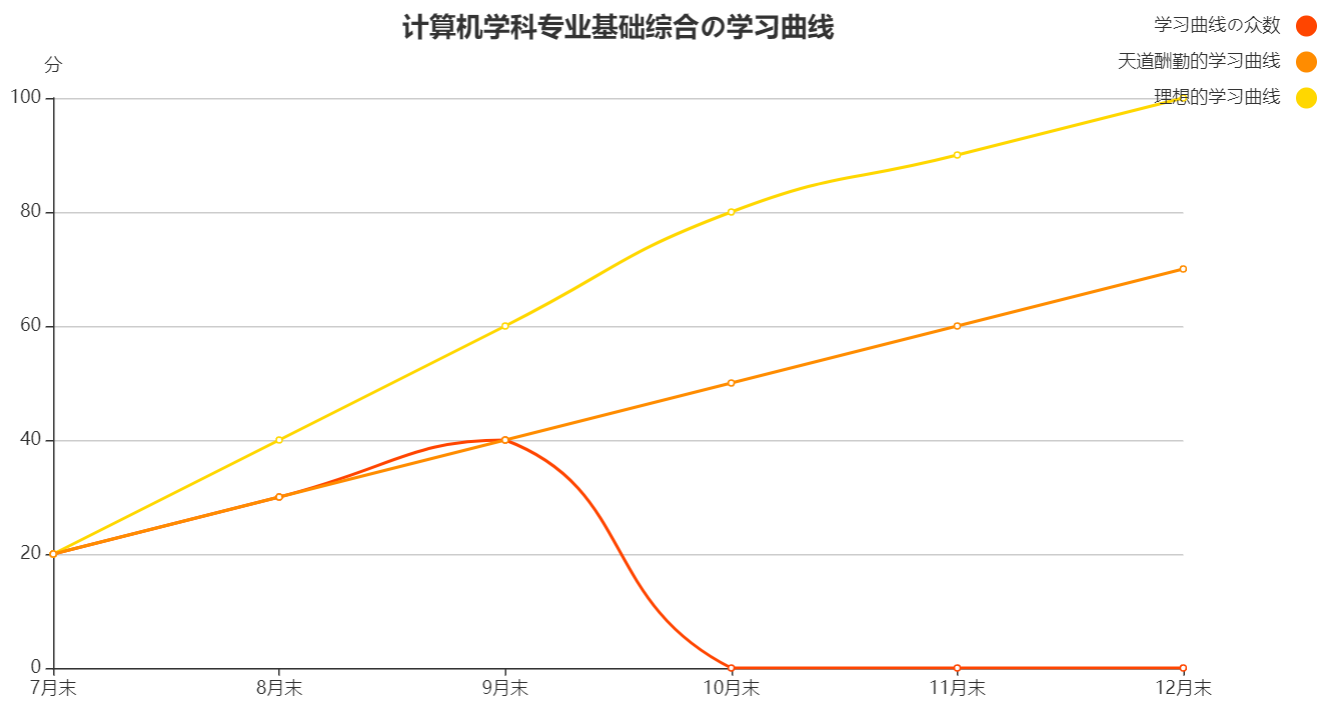 计算机学科专业基础综合の学习曲线
学习曲线の众数
天道酬勤的学习曲线
理想的学习曲线
分
100
80
60
40
20
0
7月末
8月末
9月末
10月末
11月末
12月末